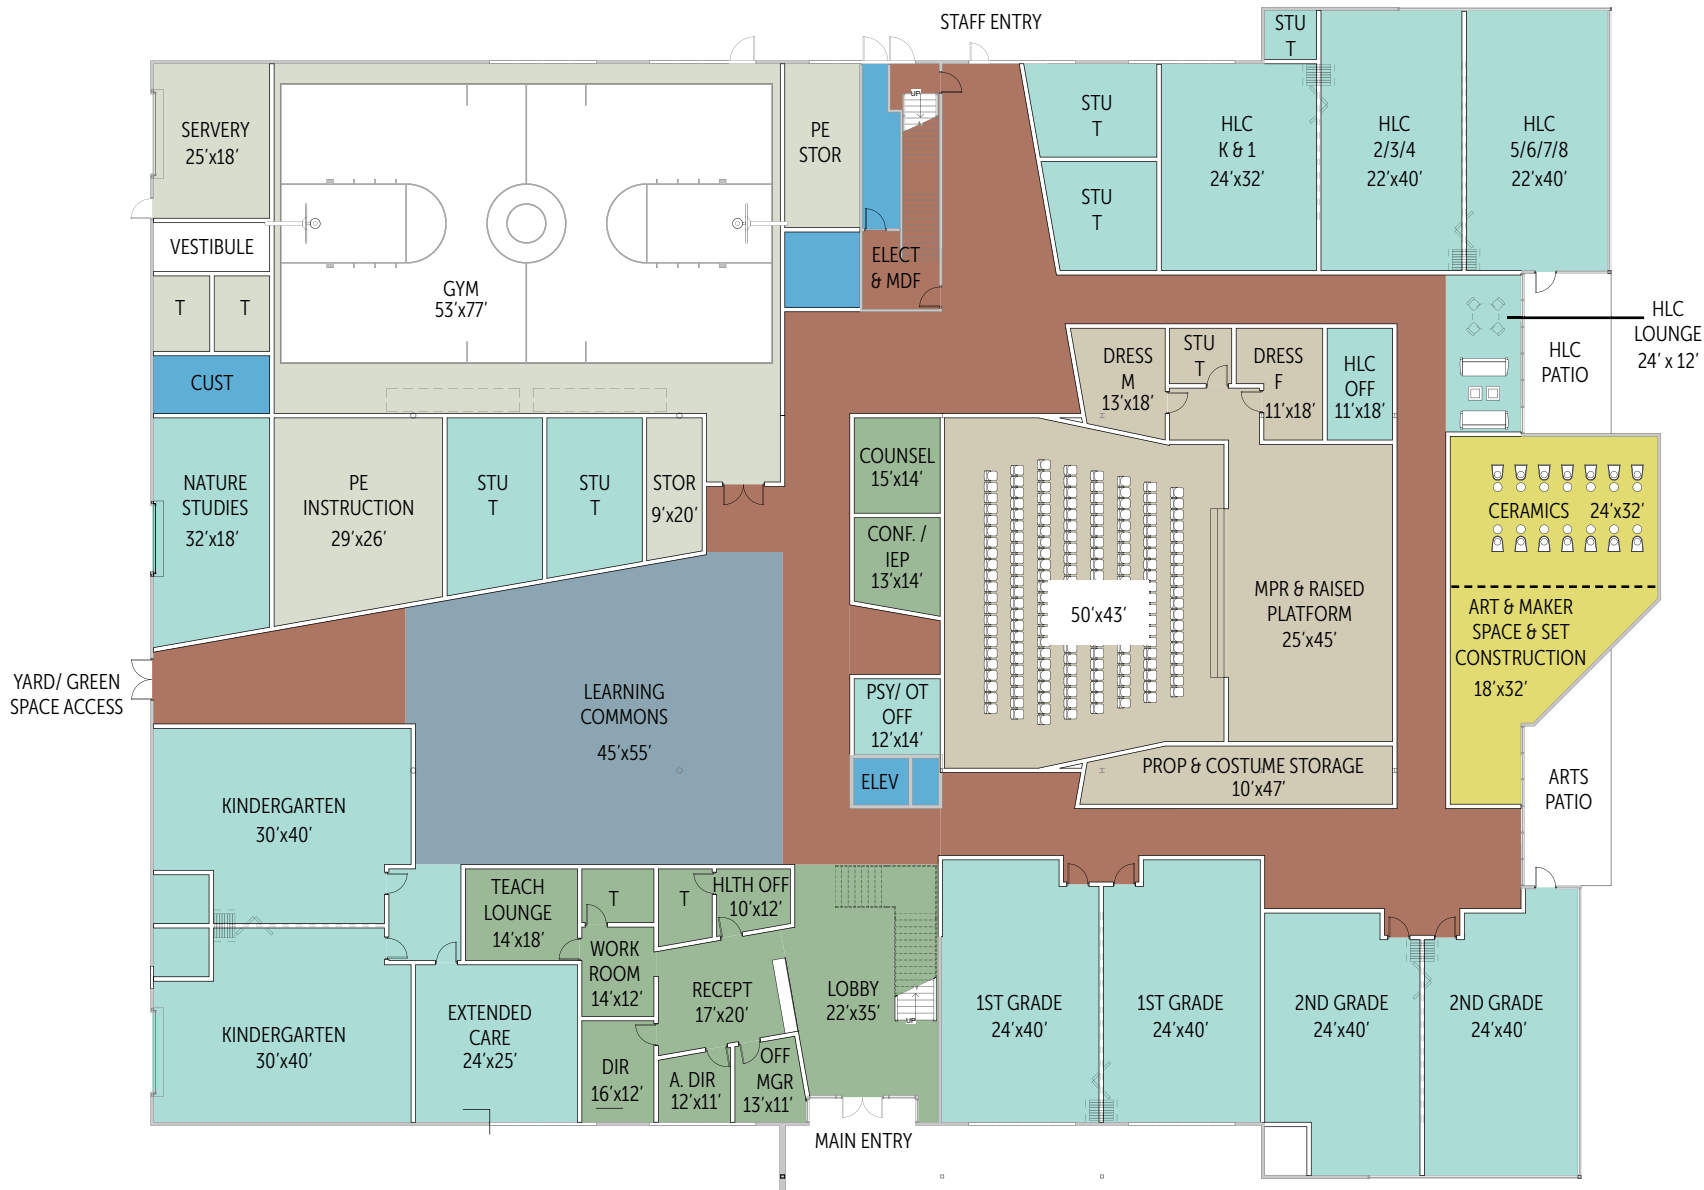 STAFF ENTRY
STU
T
SERVERY
25'x18'
PE
STOR
UP
STU
T
HLC
K & 1
24'x32'
HLC
2/3/4
22'x40'
HLC
5/6/7/8
22'x40'
STU
T
VESTIBULE
ELECT
& MDF
T
T
GYM
53'x77'
HLC
LOUNGE
24' x 12'
HLC
PATIO
CUST
DRESS
M
13'x18'
STU
T
DRESS
F
11'x18'
HLC
OFF
11'x18'
NATURE
STUDIES
32'x18'
PE
INSTRUCTION
29'x26'
STU
T
STU
T
STOR
9'x20'
COUNSEL
15'x14'
CONF. /
IEP
13'x14'
CERAMICS 24'x32'
50'x43'
MPR & RAISED
PLATFORM
25'x45'
ART & MAKER
SPACE & SET
CONSTRUCTION
18'x32'
YARD/ GREEN
SPACE ACCESS
LEARNING
COMMONS
45'x55'
PSY/ OT
OFF
12'x14'
ELEV
PROP & COSTUME STORAGE
10'x47'
ARTS
PATIO
KINDERGARTEN
30'x40'
TEACH
LOUNGE
14'x18'
T
T
HLTH OFF
10'x12'
WORK
ROOM
14'x12'
RECEPT
17'x20'
LOBBY
22'x35'
UP
KINDERGARTEN
30'x40'
EXTENDED
CARE
24'x25'
DIR
16'x12'
A. DIR
12'x11'
OFF
MGR
13'x11'
1ST GRADE
24'x40'
1ST GRADE
24'x40'
2ND GRADE
24'x40'
2ND GRADE
24'x40'
MAIN ENTRY